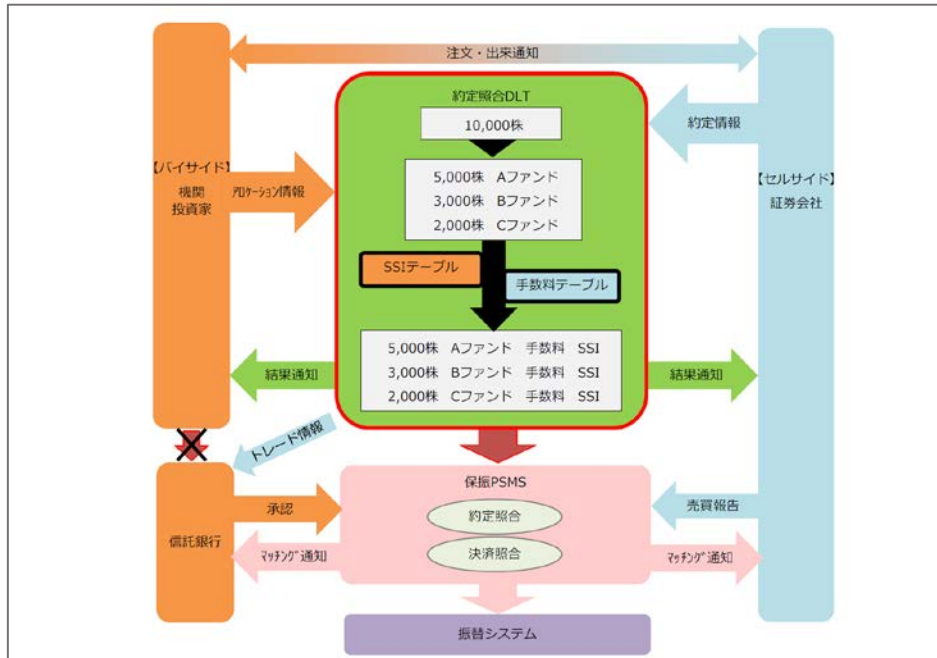 注文・出来通知
約定照合DLT
10,000株
約定情報
【バイサイド】
機関
投資家
アロケーション情報
5,000株 Aファンド
3,000株 Bファンド
2,000株 Cファンド
【セルサイド】
証券会社
SSIテーブル
手数料テーブル
5,000株 Aファンド 手数料 SSI
3,000株 Bファンド 手数料 SSI
2,000株 Cファンド 手数料 SSI
結果通知
結果通知
トレード情報
保振PSMS
約定照合
決済照合
承認
売買報告
信託銀行
マッチング通知
マッチング通知
振替システム